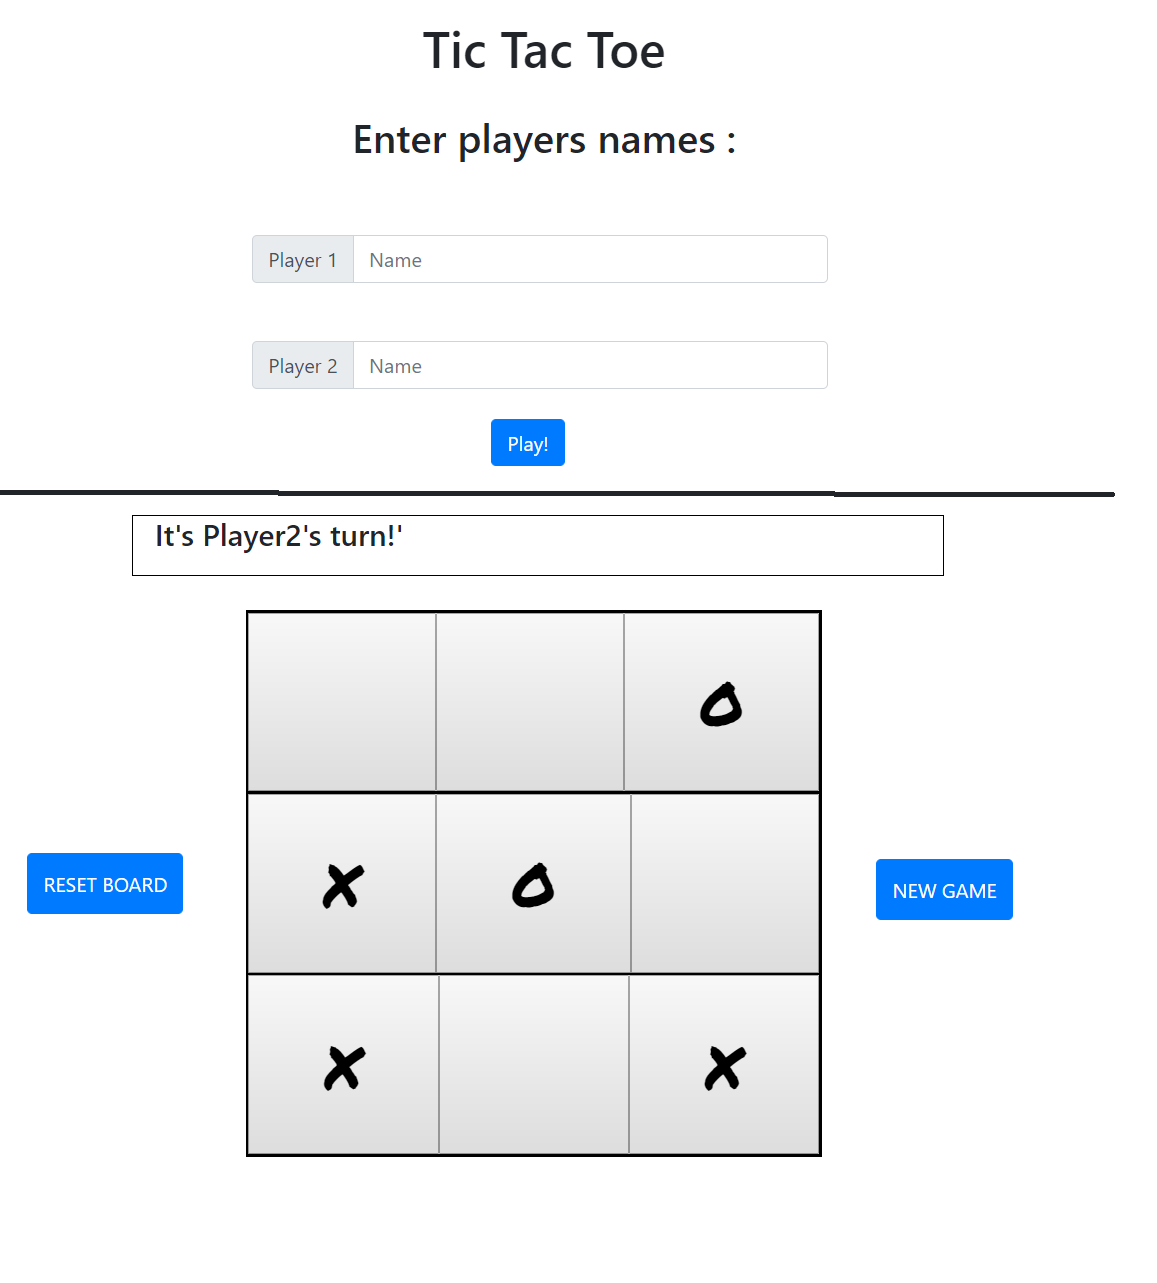 Tic Tac Toe
Enter players names :
Player 1 Name
Player 2 Name
Play!
It's Player2's turn!'
O
RESET BOARD
X O
NEW GAME
X X